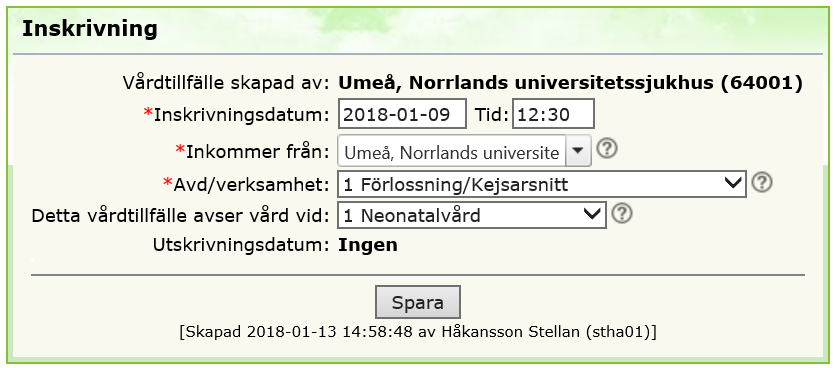 Inskrivning
Vårdtillfälle skapad av: Umeå, Norrlands universitetssjukhus (64001)
*Inskrivningsdatum: 2018-01-09 Tid: 12:30
*Inkommer från: Umeå, Norrlands universite ?
*Avd/verksamhet: 1 Förlossning/Kejsarsnitt ?
Detta vårdtillfälle avser vård vid: 1 Neonatalvård ?
Utskrivningsdatum: Ingen
Spara
[Skapad 2018-01-13 14:58:48 av Håkansson Stellan (stha01)]